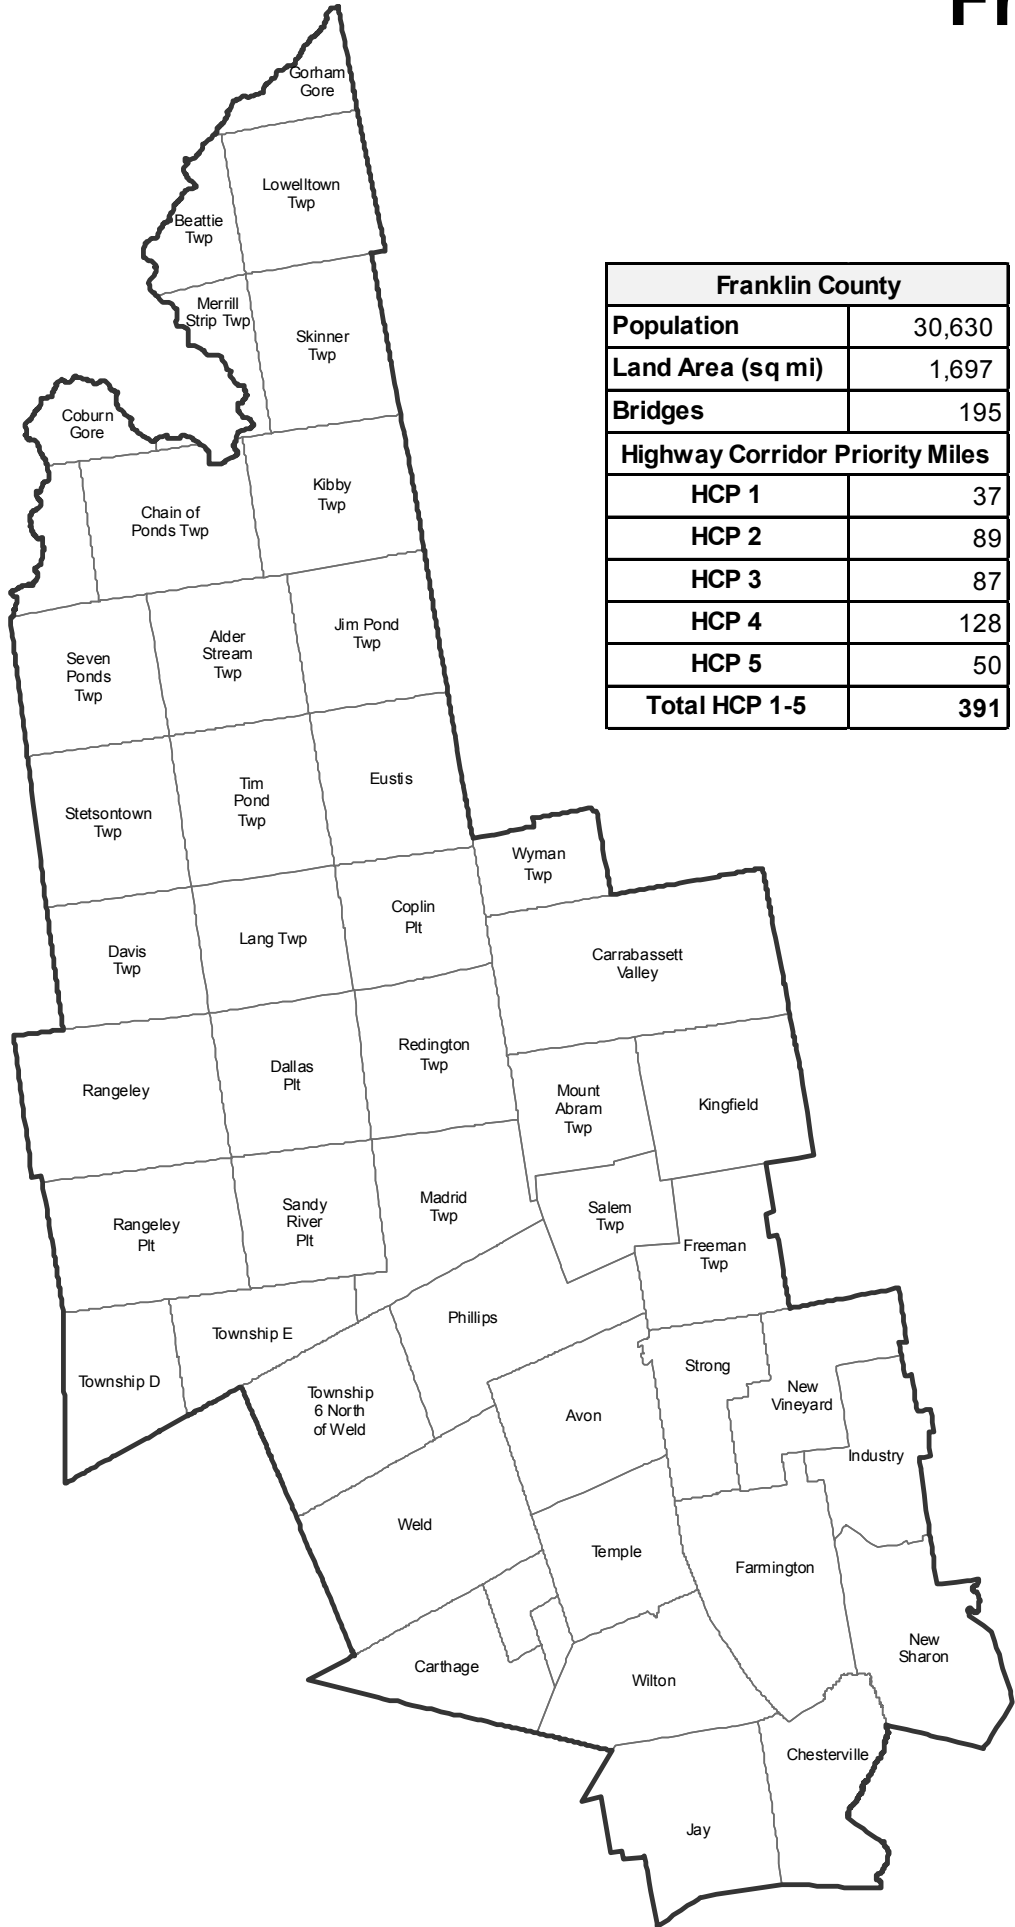 Fr
Gorham
Gore
Lowelltown
Twp
Beattie
Twp
Merrill
Strip Twp
Skinner
Twp
Franklin County
Population 30,630
Land Area (sq mi) 1,697
Bridges 195
Highway Corridor Priority Miles
HCP 1 37
HCP 2 89
HCP 3 87
HCP 4 128
HCP 5 50
Total HCP 1-5 391
Coburn
Gore
Kibby
Twp
Chain of
Ponds Twp
Jim Pond
Twp
Alder
Stream
Twp
Seven
Ponds
Twp
Eustis
Tim
Pond
Twp
Stetsontown
Twp
Wyman
Twp
Coplin
Plt
Lang Twp
Davis
Twp
Carrabassett
Valley
Redington
Twp
Dallas
Plt
Rangeley
Mount
Abram
Twp
Kingfield
Madrid
Twp
Sandy
River
Plt
Rangeley
Plt
Salem
Twp
Freeman
Twp
Phillips
Township E
Township D
Strong
New
Vineyard
Township
6 North
of Weld
Avon
Industry
Weld
Temple
Farmington
New
Sharon
Carthage
Wilton
Chesterville
Jay